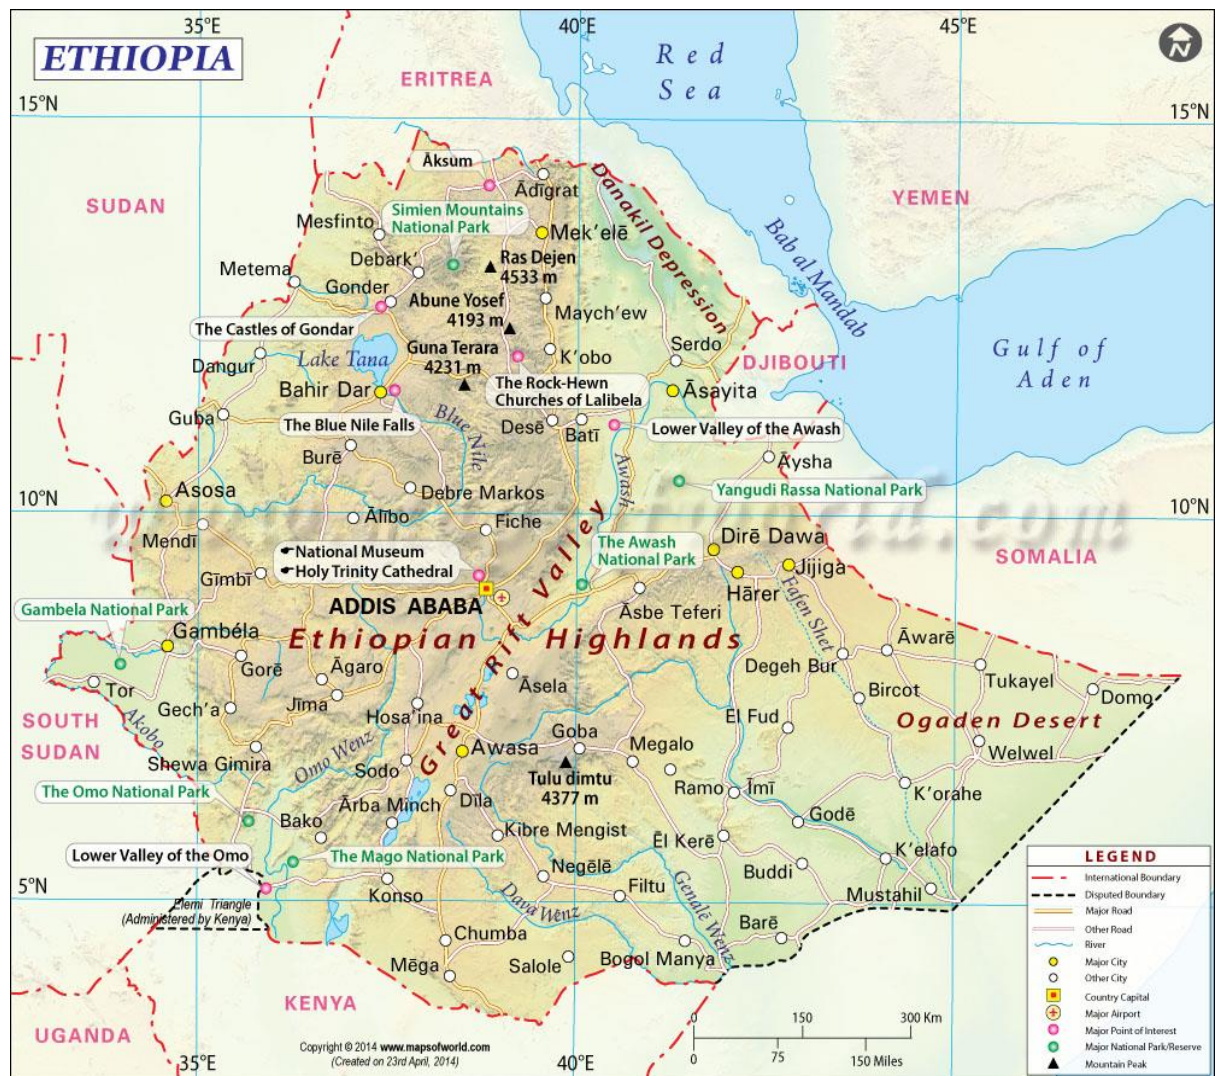 35°E
40°E
45°E
ETHIOPIA
N
Red
Sea
ERITREA
15°N
15°N
Āksum
Ādīgrat
Danakil Depression
SUDAN
YEMEN
Simien Mountains
National Park
Mesfinto
Mek'elē
Bab al Mandab
Debark'
Ras Dejen
4533 m
Metema
Gonder
Abune Yosef
4193 m
Maych'ew
The Castles of Gondar
Lake Tana
Guna Terara
4231 m
K'obo
Serdo
DJIBOUTI
Gulf of
Aden
Dangur
Bahir Dar
The Rock-Hewn
Churches of Lalibela
Āsayita
Guba
The Blue Nile Falls
Blue Nile
Desē
Batī
Lower Valley of the Awash
Burē
Awash
Āysha
Asosa
Debre Markos
Yangudi Rassa National Park
10°N
10°N
Ālībo
Fiche
Mendī
National Museum
Holy Trinity Cathedral
The Awash
National Park
Dirē Dawa
SOMALIA
Gīmbī
Jijiga
Hārer
Fafen Shet
Gambela National Park
ADDIS ABABA
Āsbe Teferi
Gambéla
Ethiopian Highlands
Great Rift Valley
Āwarē
Gorē
Āgaro
Degeh Bur
Tor
Āsela
Tukayel
Jīma
Bircot
Domo
Gech'a
Hosa'ina
El Fud
Ogaden Desert
SOUTH
SUDAN
Akobo
Omo Wenz
Goba
Awasa
Megalo
Welwel
Shewa Gimira
Sodo
Tulu dimtu
4377 m
Ramo
Īmī
K'orahe
The Omo National Park
Ārba Minch
Dīla
Godē
Bako
Kibre Mengist
Ēl Kerē
Lower Valley of the Omo
The Mago National Park
Negēlē
Buddi
K'elafo
5°N
Konso
Filtu
Genalē Wenz
Mustahil
Elemi Triangle
(Administered by Kenya)
Dava Wēnz
Barē
Chumba
Mēga
Salole
Bogol Manya
KENYA
UGANDA
Copyright © 2014 www.mapsofworld.com
(Created on 23rd April, 2014)
35°E
40°E
0 150 300 Km
0 75 150 Miles
LEGEND
International Boundary
Disputed Boundary
Major Road
Other Road
River
Major City
Other City
Country Capital
Major Airport
Major Point of Interest
Major National Park/Reserve
Mountain Peak